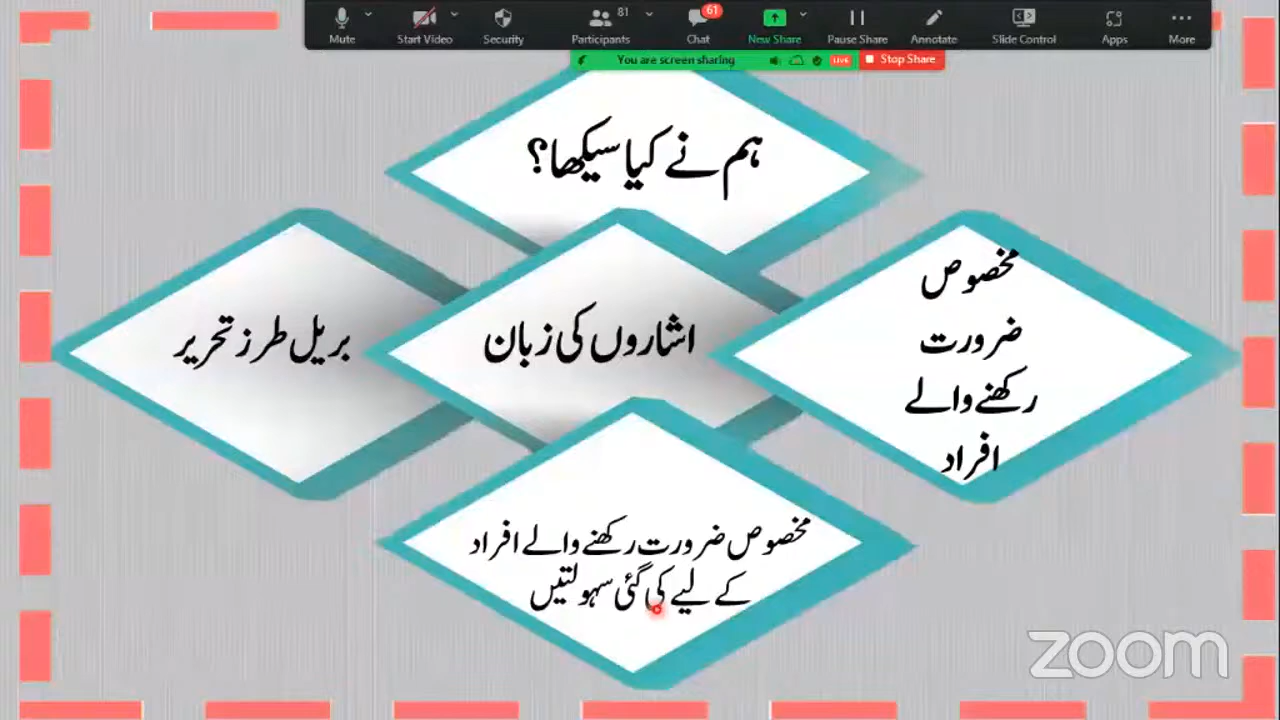 Mute
Start Video
Security
Participants
81
Chat
61
New Share
Pause Share
Annotate
Slide Control
Apps
More
You are screen sharing
LIVE
Stop Share
ہم نے کیا سیکھا؟
مخصوص
ضرورت
رکھنے والے
افراد
اشاروں کی زبان
بریل طرز تحریر
مخصوص ضرورت رکھنے والے افراد
کے لیے کی گئی سہولتیں
zoom